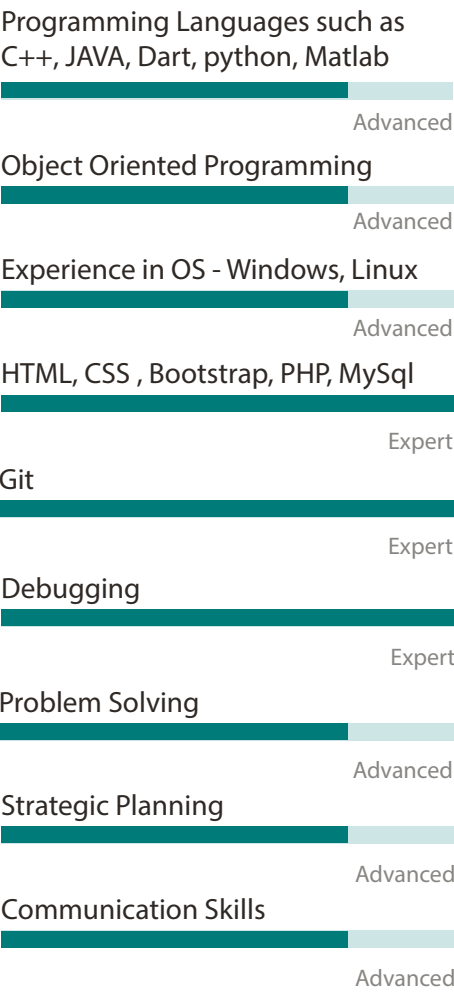 Programming Languages such as
C++, JAVA, Dart, python, Matlab
Advanced
Object Oriented Programming
Advanced
Experience in OS - Windows, Linux
Advanced
HTML, CSS , Bootstrap, PHP, MySql
Expert
Git
Expert
Debugging
Expert
Problem Solving
Advanced
Strategic Planning
Advanced
Communication Skills
Advanced